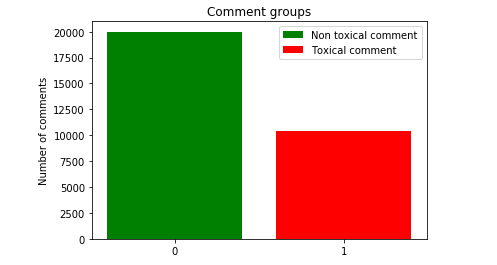 Comment groups
Non toxical comment
Toxical comment
Number of comments
20000
17500
15000
12500
10000
7500
5000
2500
0
0
1